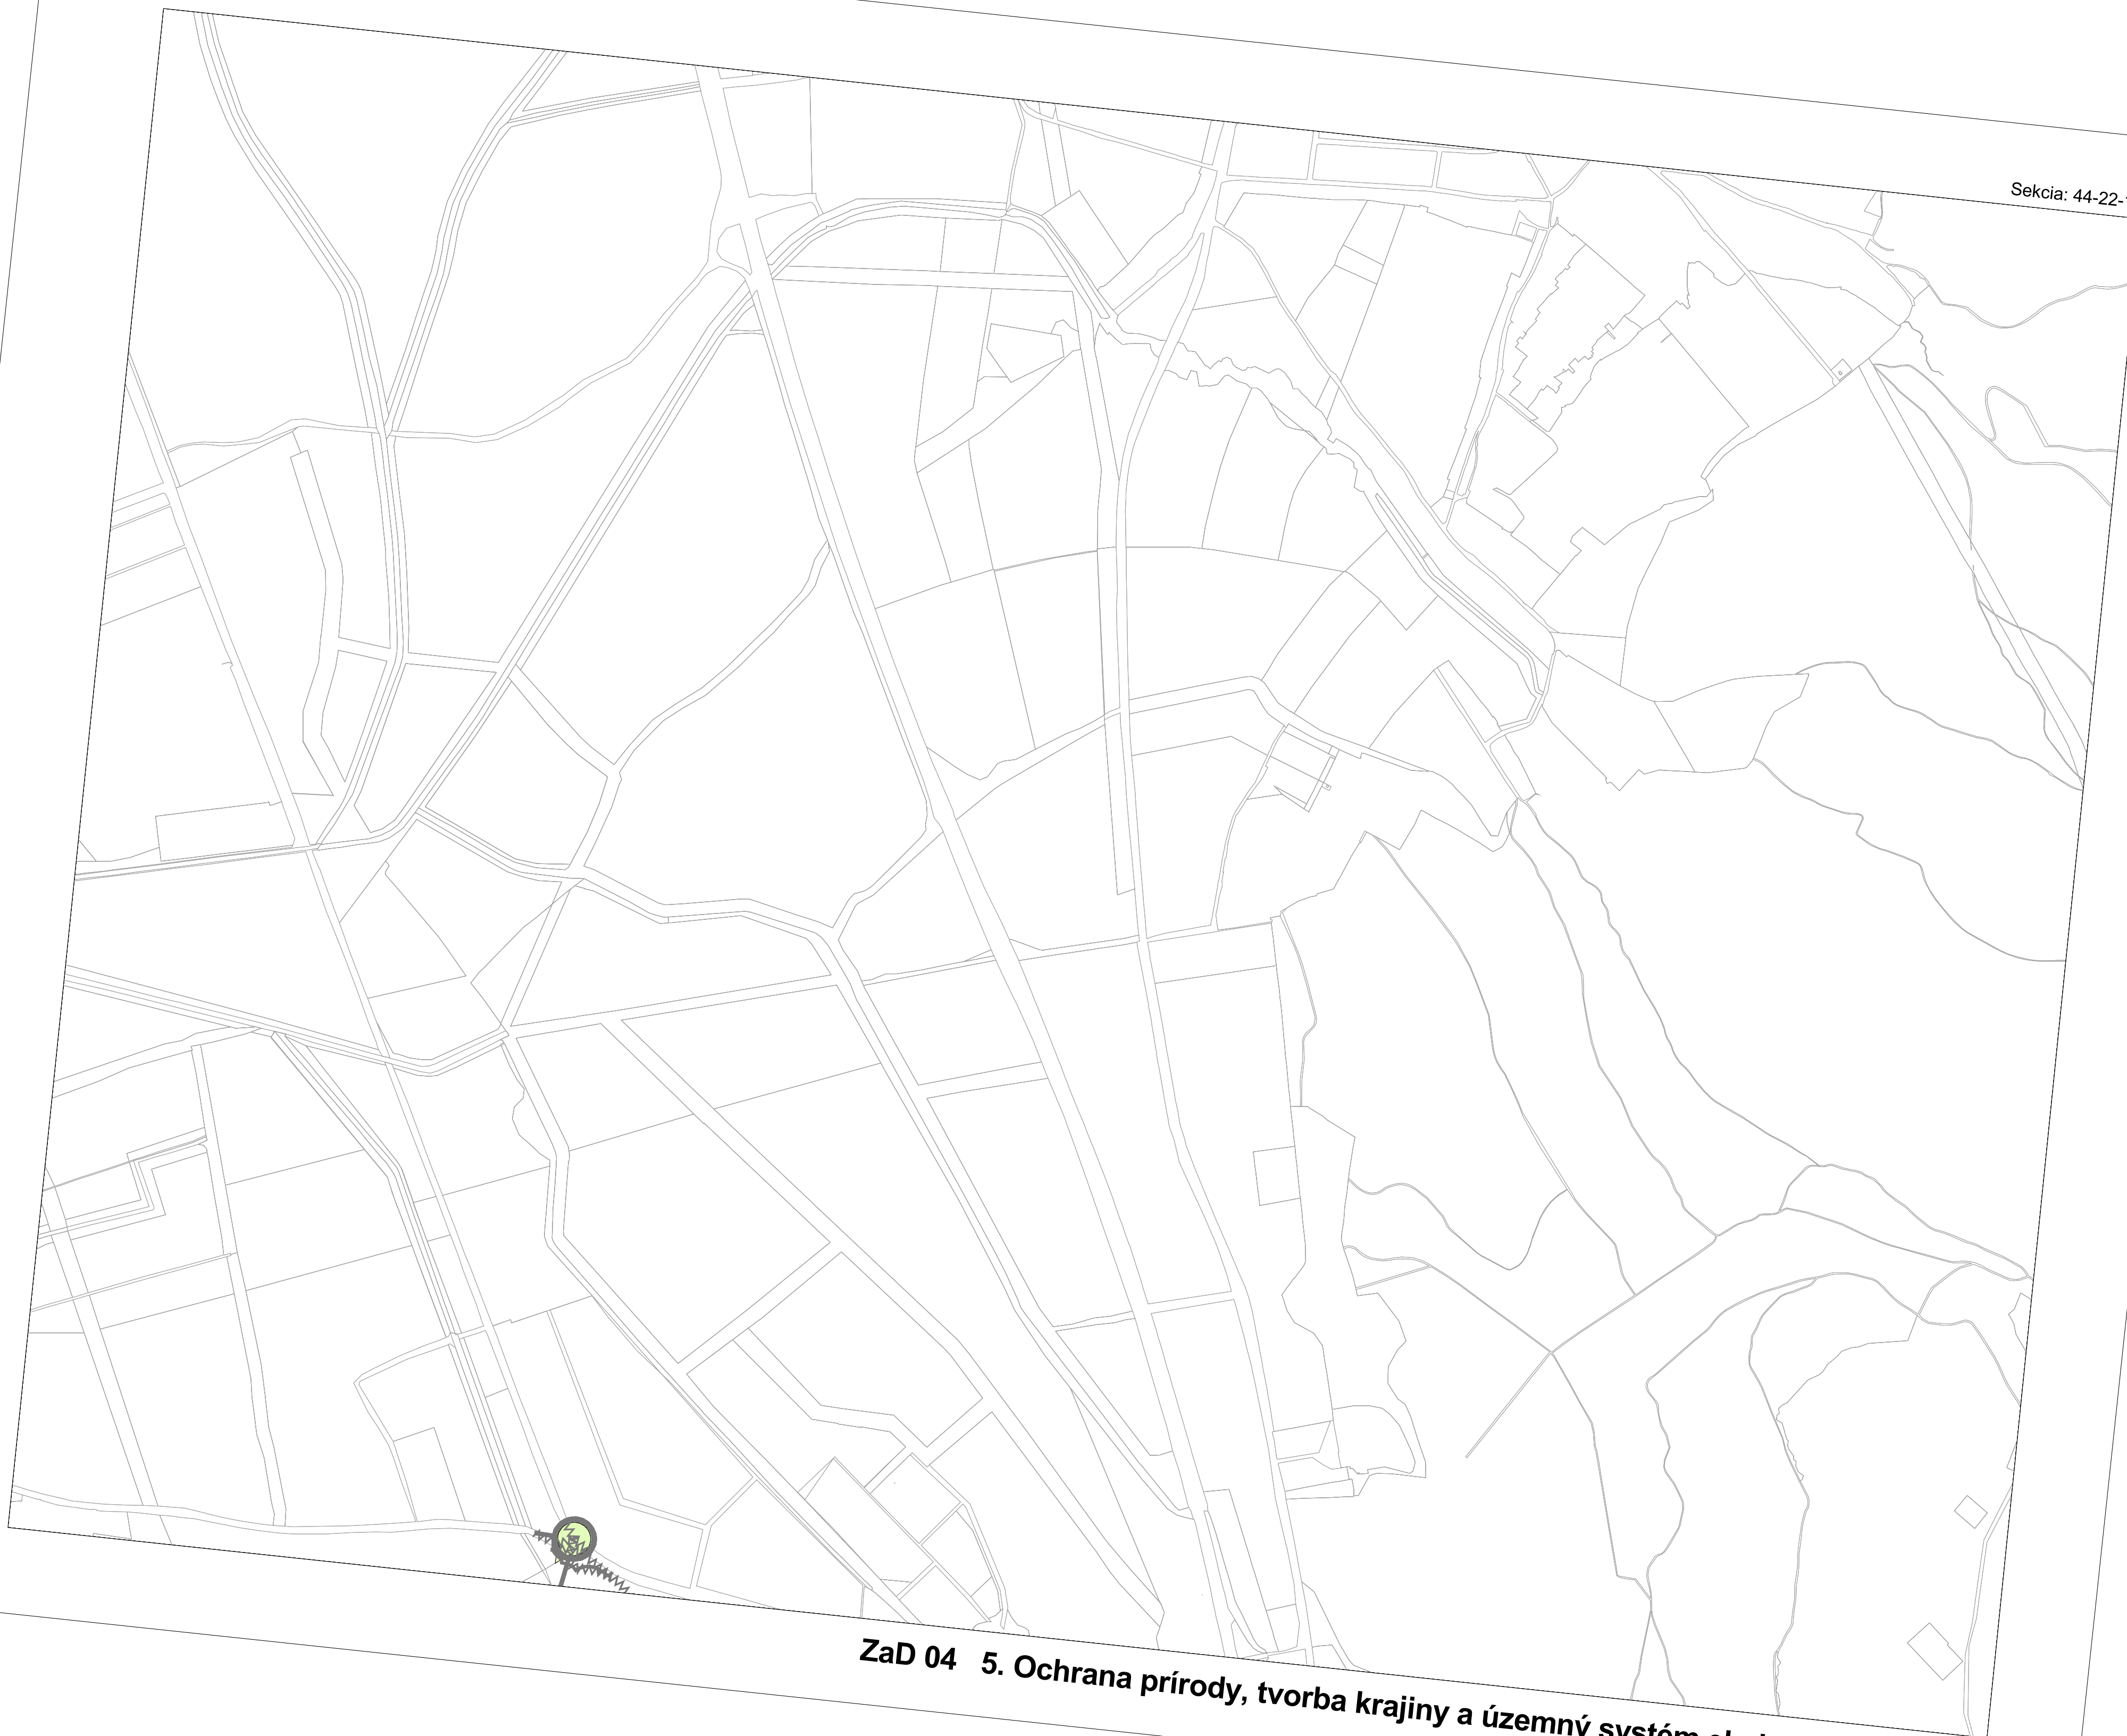 Sekcia: 44-22-
ZaD 04 5. Ochrana prírody, tvorba krajiny a územný systém